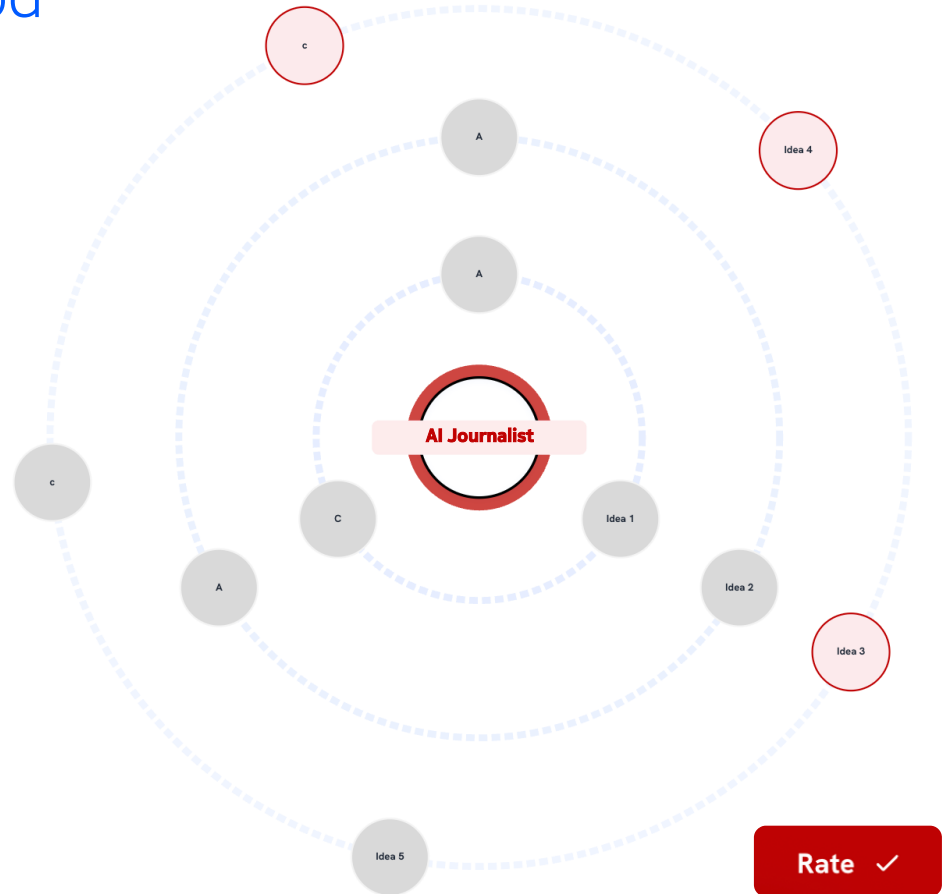 c
A
Idea 4
A
AI Journalist
c
C
Idea 1
A
Idea 2
Idea 3
Idea 5
Rate